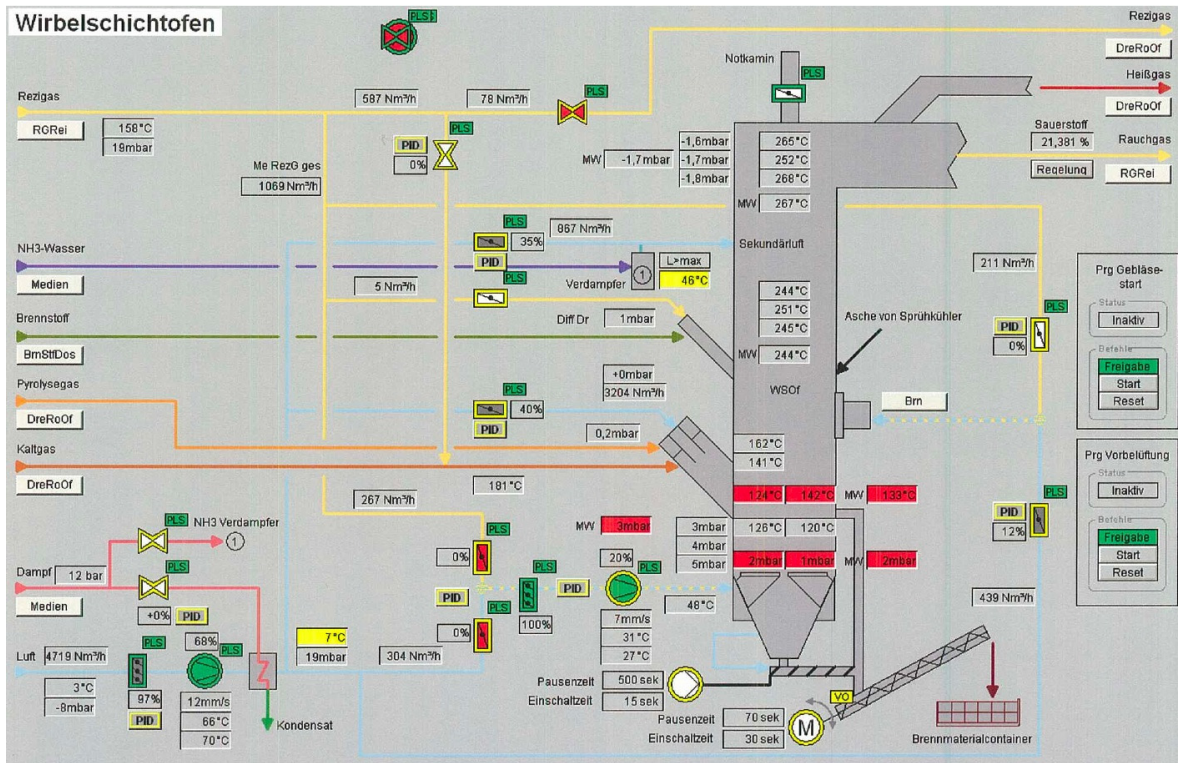 Wirbelschichtofen
PLS
Rezigas
DreRoOf
Notkamin
PLS
Heißgas
DreRoOf
Rezigas
587 Nm³/h
78 Nm³/h
PLS
RGRei
158°C
19mbar
PID
0%
PLS
Me RezG ges
1069 Nm³/h
MW
-1,7mbar
-1,6mbar
-1,7mbar
-1,8mbar
265°C
252°C
268°C
MW
267°C
Sauerstoff
21,381 %
Regelung
Rauchgas
RGRei
PLS
867 Nm³/h
35%
PID
PLS
Sekundärluft
NH3-Wasser
Medien
5 Nm³/h
Verdampfer
1
L>max
46°C
211 Nm³/h
Brennstoff
BrnStfDos
Diff Dr
1mbar
244°C
251°C
245°C
MW
244°C
Asche von Sprühkühler
PLS
PID
0%
Prg Gebläse-
start
Status
Inaktiv
Befehle
Freigabe
Start
Reset
Pyrolysegas
DreRoOf
+0mbar
3204 Nm³/h
WSOf
Brn
PLS
40%
PID
0,2mbar
Kaltgas
DreRoOf
162°C
141°C
181°C
267 Nm³/h
124°C
142°C
MW
133°C
PLS
PID
12%
Prg Vorbelüftung
Status
Inaktiv
Befehle
Freigabe
Start
Reset
PLS
NH3 Verdampfer
1
PLS
0%
MW
3mbar
3mbar
4mbar
5mbar
126°C
120°C
2mbar
1mbar
MW
2mbar
Dampf
12 bar
Medien
PLS
+0%
PID
PID
PLS
0%
PLS
100%
PID
20%
PLS
7mm/s
31°C
27°C
48°C
439 Nm³/h
Luft
4719 Nm³/h
3°C
-8mbar
PLS
97%
PID
68%
PLS
12mm/s
66°C
70°C
7°C
19mbar
304 Nm³/h
Kondensat
Pausenzeit
500 sek
Einschaltzeit
15 sek
Pausenzeit
70 sek
Einschaltzeit
30 sek
M
VO
Brennmaterialcontainer